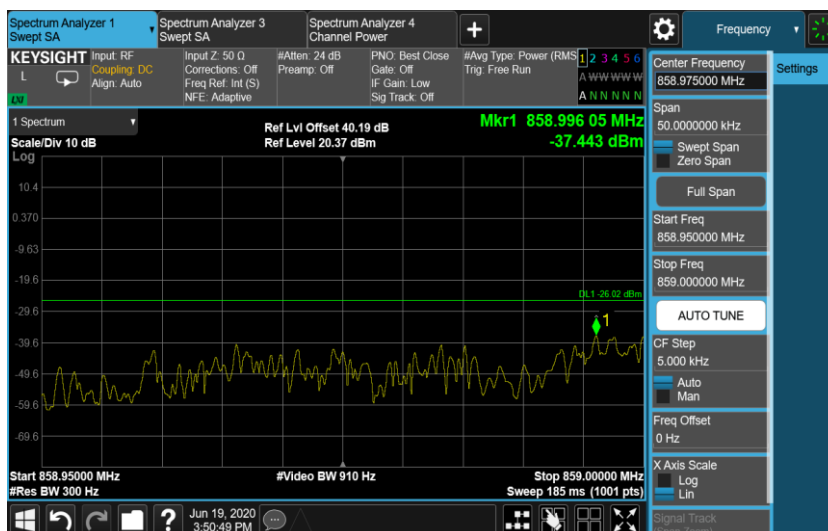 Spectrum Analyzer 1
Swept SA
Spectrum Analyzer 3
Swept SA
Spectrum Analyzer 4
Channel Power
Frequency
KEYSIGHT
L
LXI
Input: RF
Coupling: DC
Align: Auto
Input Z: 50 Ω
Corrections: Off
Freq Ref: Int (S)
NFE: Adaptive
#Atten: 24 dB
Preamp: Off
PNO: Best Close
Gate: Off
IF Gain: Low
Sig Track: Off
#Avg Type: Power (RMS
Trig: Free Run
1 2 3 4 5 6
A W W W W W
A N N N N N
1 Spectrum
Scale/Div 10 dB
Log
Ref Lvl Offset 40.19 dB
Ref Level 20.37 dBm
Mkr1 858.996 05 MHz
-37.443 dBm
10.4
0.370
-9.63
-19.6
-29.6
-39.6
-49.6
-59.6
-69.6
DL1 -26.02 dBm
1
Start 858.95000 MHz
#Res BW 300 Hz
#Video BW 910 Hz
Stop 859.00000 MHz
Sweep 185 ms (1001 pts)
Jun 19, 2020
3:50:49 PM
Center Frequency
858.975000 MHz
Settings
Span
50.0000000 kHz
Swept Span
Zero Span
Full Span
Start Freq
858.950000 MHz
Stop Freq
859.000000 MHz
AUTO TUNE
CF Step
5.000 kHz
Auto
Man
Freq Offset
0 Hz
X Axis Scale
Log
Lin
Signal Track